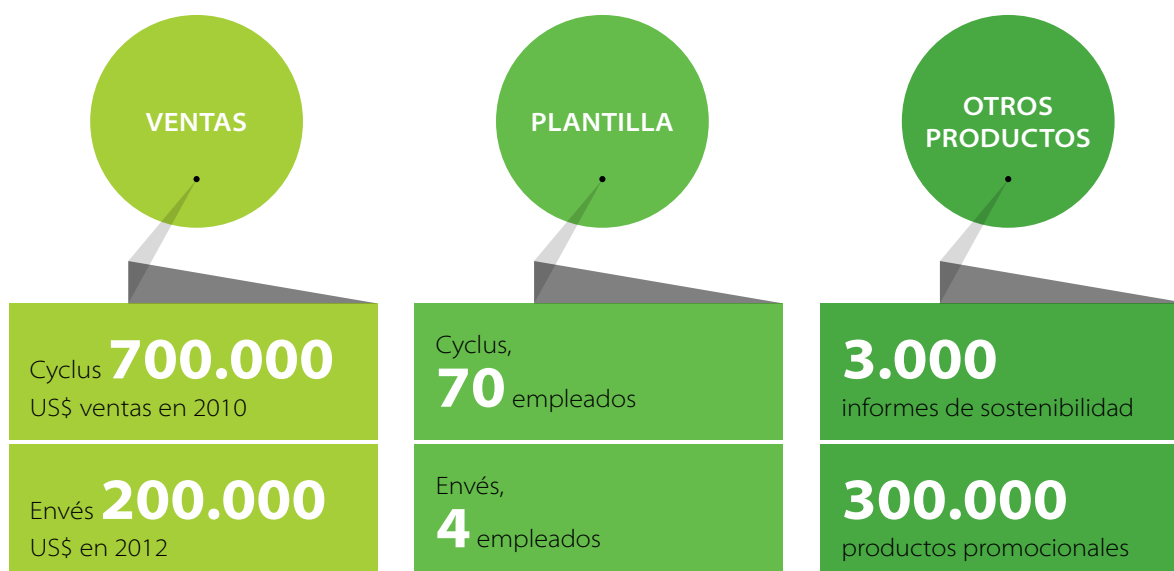 VENTAS
Cyclus 700.000
US$ ventas en 2010
Envés 200.000
US$ en 2012
PLANTILLA
Cyclus,
70 empleados
Envés,
4 empleados
OTROS
PRODUCTOS
3.000
informes de sostenibilidad
300.000
productos promocionales